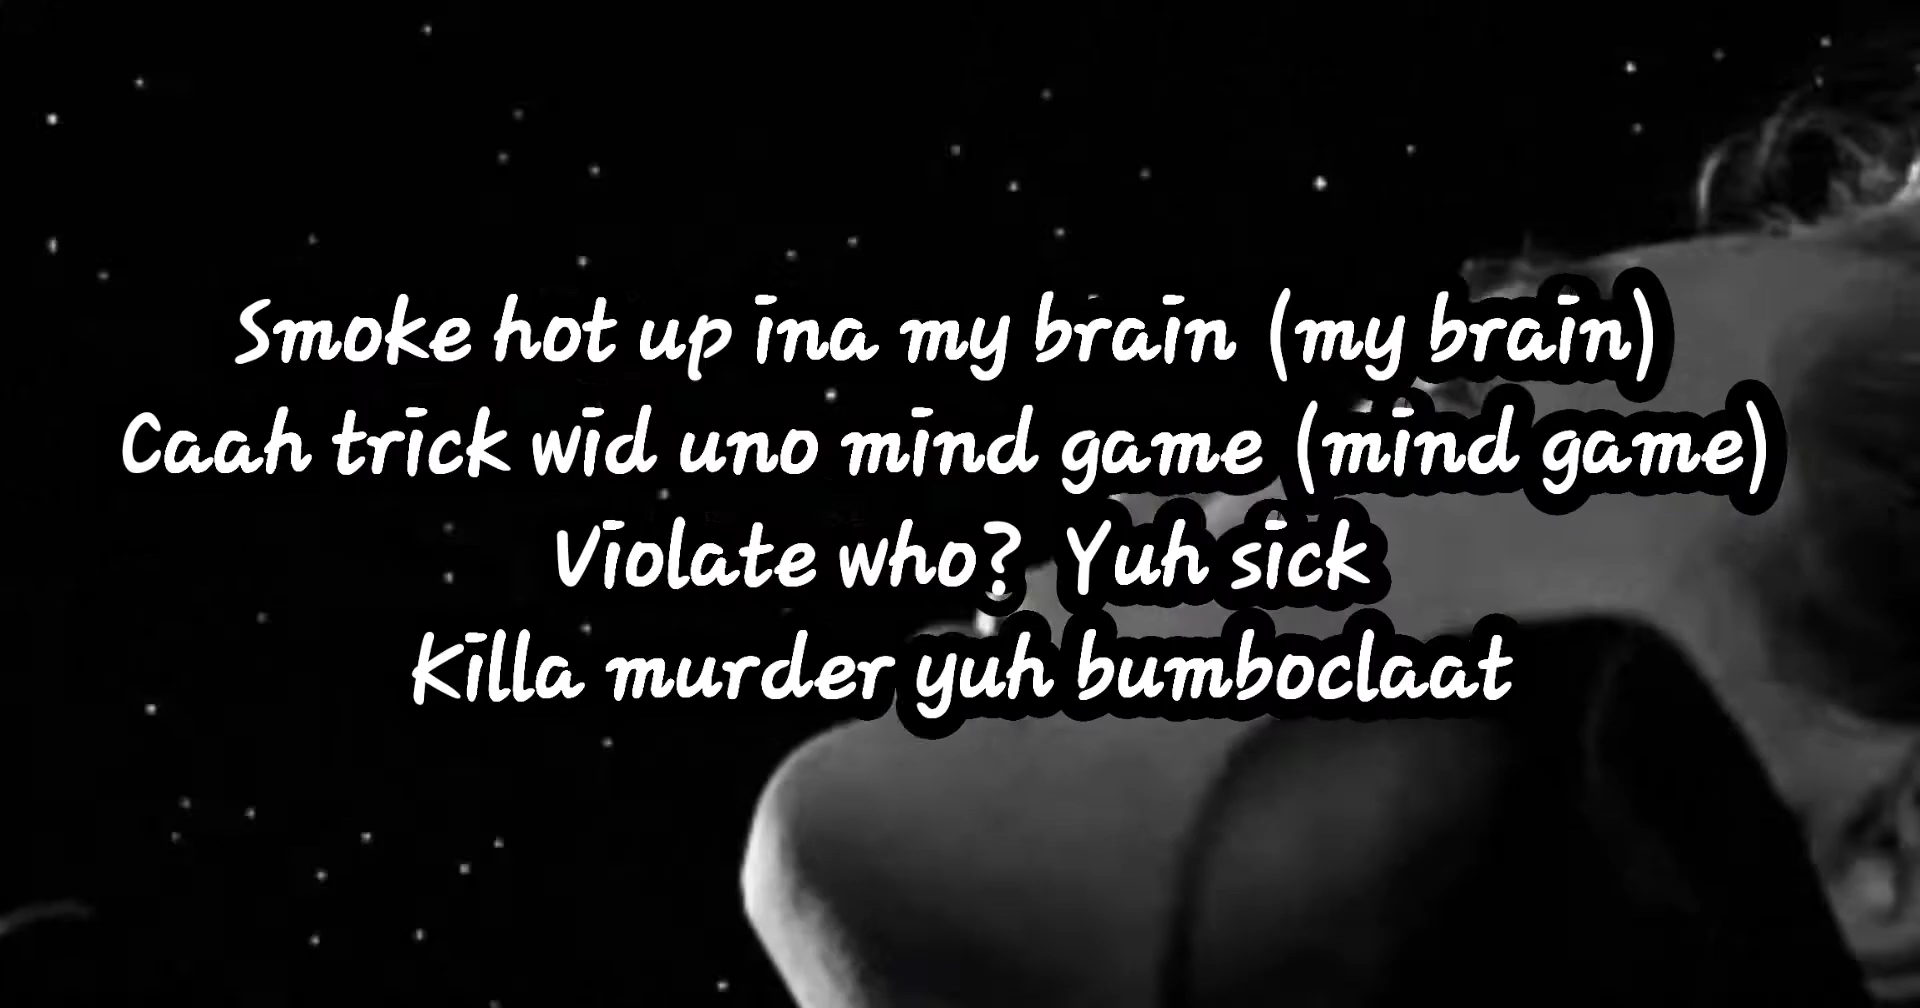 Smoke hot up ina my brain (my brain)
Caah trick wid uno mind game (mind game)
Violate who? Yuh sick
Killa murder yuh bumboclaat